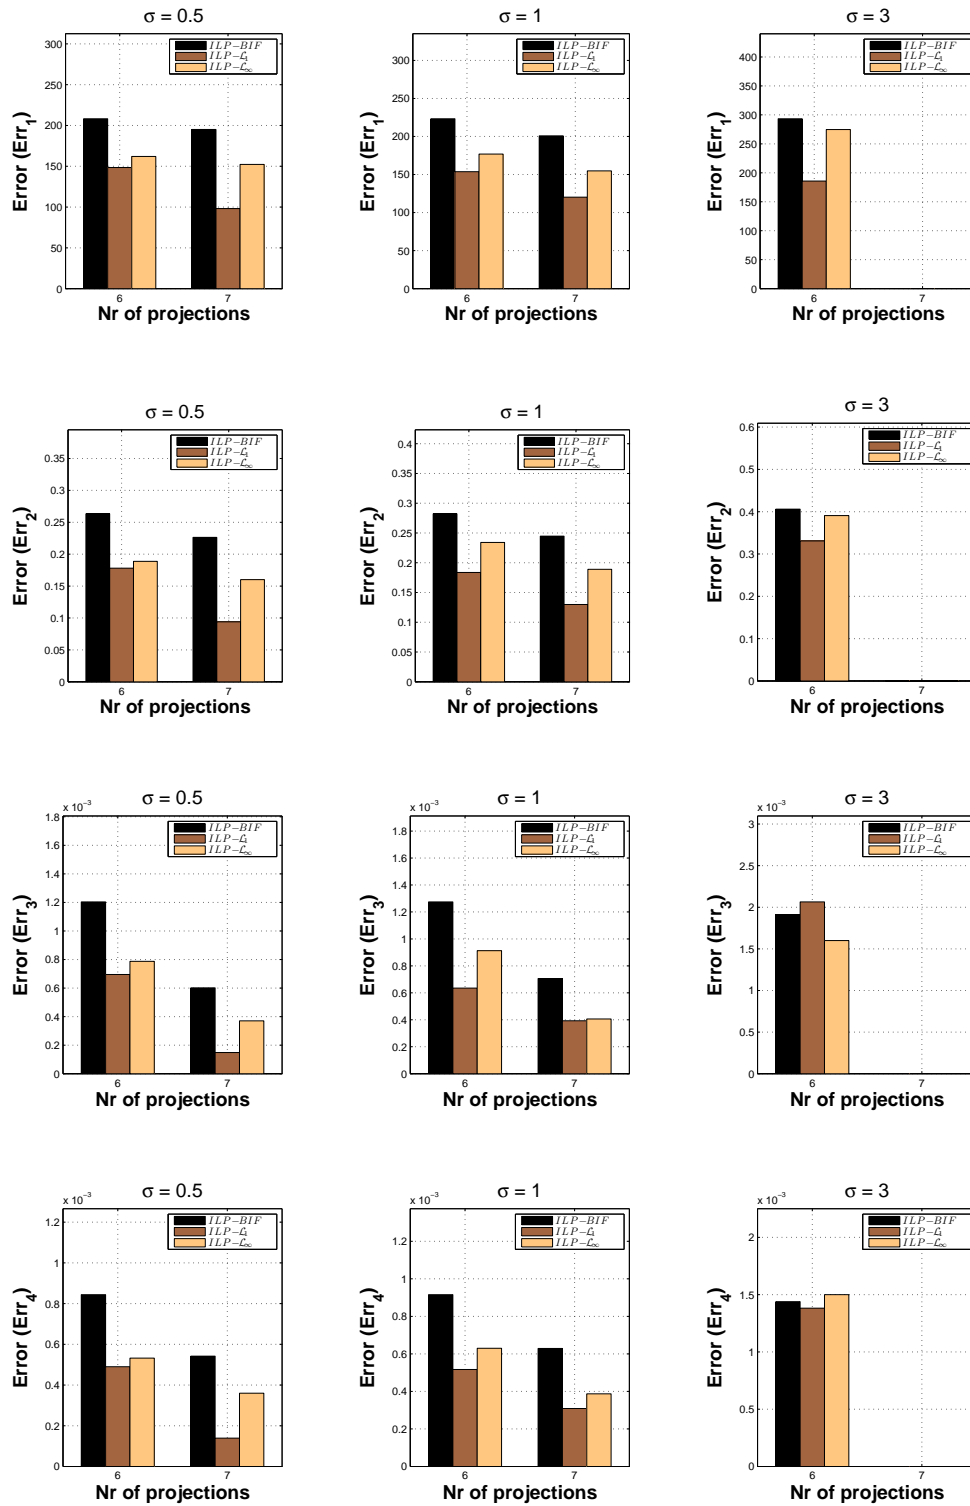 σ = 0.5
300
250
200
150
100
50
0
Error (Err1)
ILP-BIF
ILP-ℒ1
ILP-ℒ∞
6
7
Nr of projections
σ = 1
300
250
200
150
100
50
0
Error (Err1)
ILP-BIF
ILP-ℒ1
ILP-ℒ∞
6
7
Nr of projections
σ = 3
400
350
300
250
200
150
100
50
0
Error (Err1)
ILP-BIF
ILP-ℒ1
ILP-ℒ∞
6
7
Nr of projections
σ = 0.5
0.35
0.3
0.25
0.2
0.15
0.1
0.05
0
Error (Err2)
ILP-BIF
ILP-ℒ1
ILP-ℒ∞
6
7
Nr of projections
σ = 1
0.4
0.35
0.3
0.25
0.2
0.15
0.1
0.05
0
Error (Err2)
ILP-BIF
ILP-ℒ1
ILP-ℒ∞
6
7
Nr of projections
σ = 3
0.6
0.5
0.4
0.3
0.2
0.1
0
Error (Err2)
ILP-BIF
ILP-ℒ1
ILP-ℒ∞
6
7
Nr of projections
x 10⁻³
σ = 0.5
1.8
1.6
1.4
1.2
1
0.8
0.6
0.4
0.2
0
Error (Err3)
ILP-BIF
ILP-ℒ1
ILP-ℒ∞
6
7
Nr of projections
x 10⁻³
σ = 1
1.8
1.6
1.4
1.2
1
0.8
0.6
0.4
0.2
0
Error (Err3)
ILP-BIF
ILP-ℒ1
ILP-ℒ∞
6
7
Nr of projections
x 10⁻³
σ = 3
3
2.5
2
1.5
1
0.5
0
Error (Err3)
ILP-BIF
ILP-ℒ1
ILP-ℒ∞
6
7
Nr of projections
x 10⁻³
σ = 0.5
1.2
1
0.8
0.6
0.4
0.2
0
Error (Err4)
ILP-BIF
ILP-ℒ1
ILP-ℒ∞
6
7
Nr of projections
x 10⁻³
σ = 1
1.2
1
0.8
0.6
0.4
0.2
0
Error (Err4)
ILP-BIF
ILP-ℒ1
ILP-ℒ∞
6
7
Nr of projections
x 10⁻³
σ = 3
2
1.5
1
0.5
0
Error (Err4)
ILP-BIF
ILP-ℒ1
ILP-ℒ∞
6
7
Nr of projections